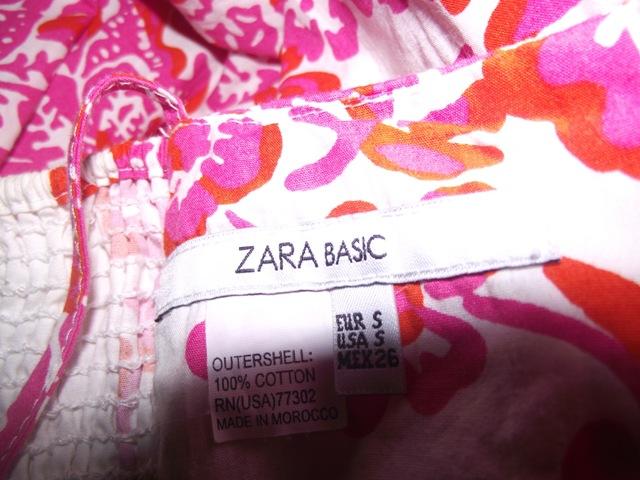 ZARA BASIC
EUR S
USA S
MEX 26
OUTERSHELL:
100% COTTON
RN(USA)77302
MADE IN MOROCCO